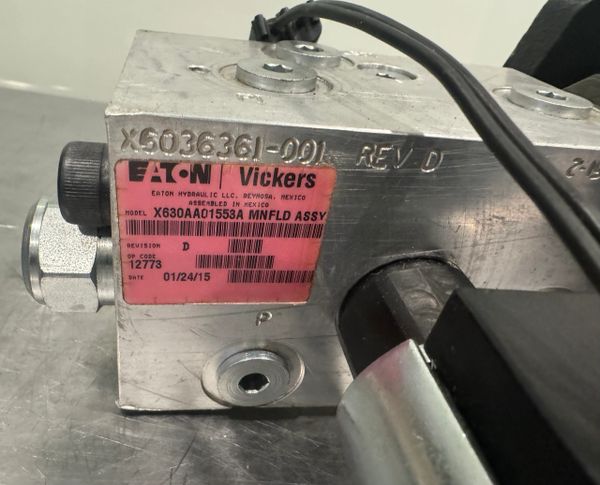 X6036361-001 REV D
EATON | Vickers
EATON HYDRAULIC LLC. REYNOSA, MEXICO
ASSEMBLED IN MEXICO
MODEL X630AA01553A MNFLD ASSY
REVISION D
OP CODE
12773
DATE 01/24/15
P